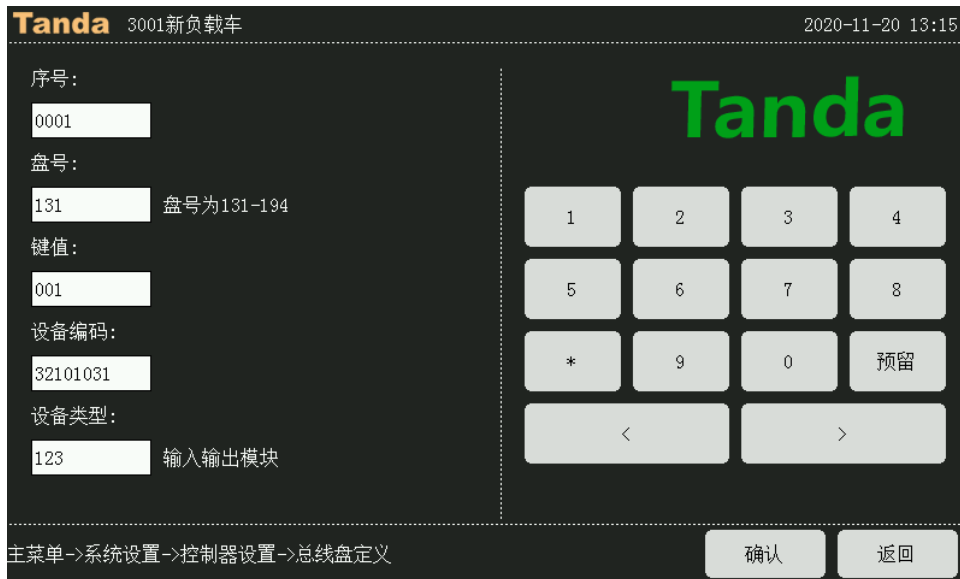 Tanda 3001新负载车 2020-11-20 13:15
序号:
0001
盘号:
131 盘号为131-194
键值:
001
设备编码:
32101031
设备类型:
123 输入输出模块
Tanda
1 2 3 4
5 6 7 8
* 9 0 预留
< >
主菜单->系统设置->控制器设置->总线盘定义 确认 返回